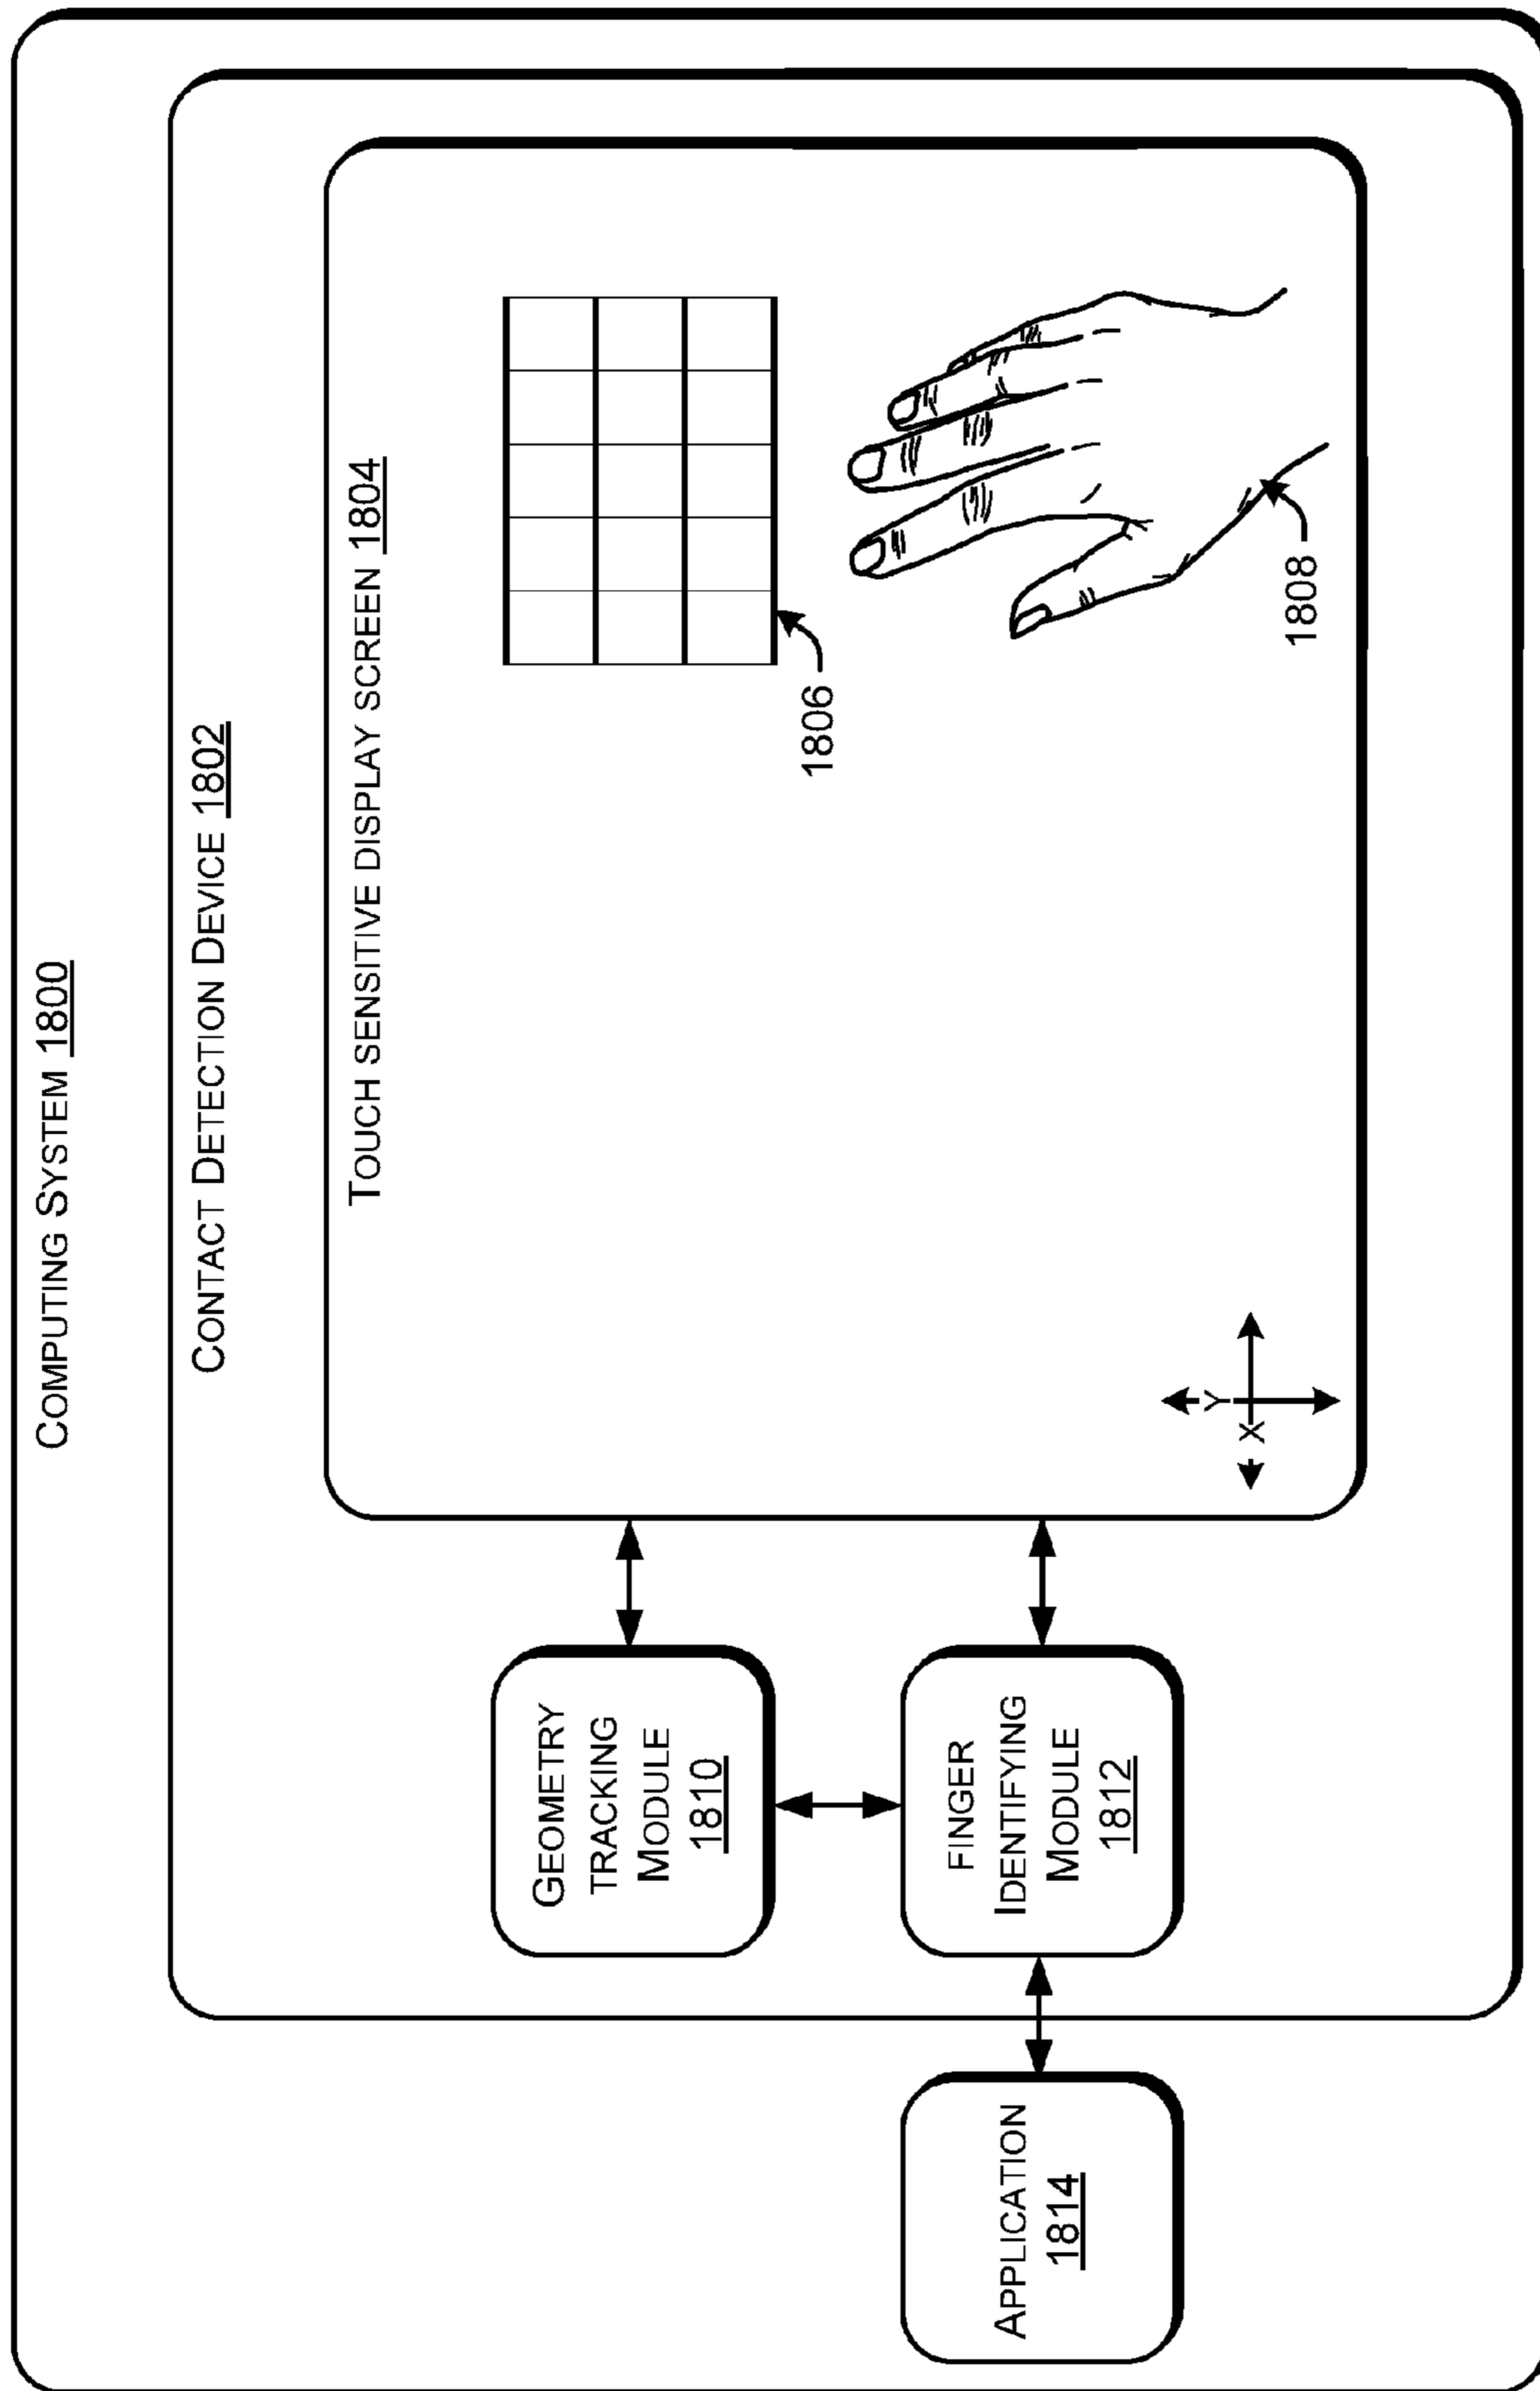 COMPUTING SYSTEM 1800
CONTACT DETECTION DEVICE 1802
TOUCH SENSITIVE DISPLAY SCREEN 1804
1806
1808
Y
X
GEOMETRY
TRACKING
MODULE
1810
FINGER
IDENTIFYING
MODULE
1812
APPLICATION
1814